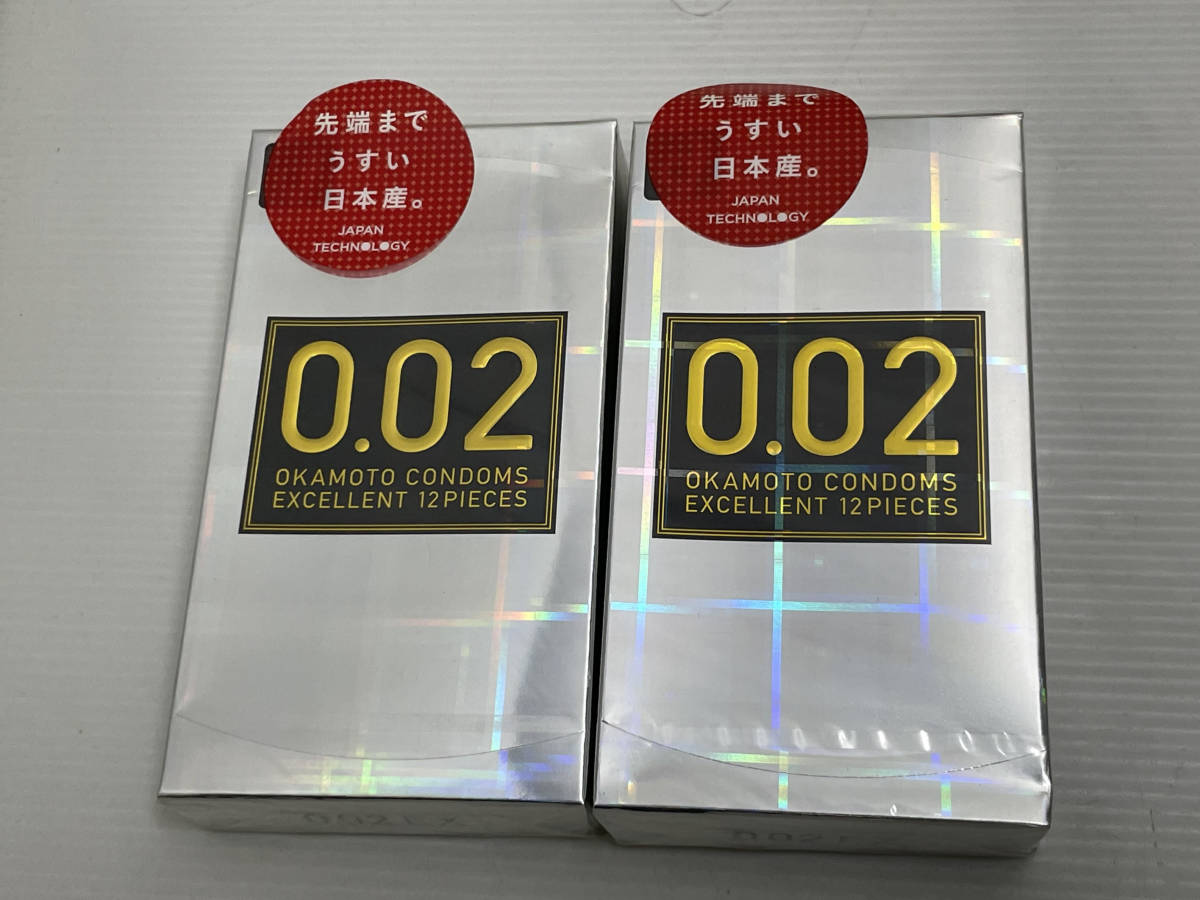 先端まで
うすい
日本産。
JAPAN
TECHNOLOGY
0.02
OKAMOTO CONDOMS
EXCELLENT 12PIECES
先端まで
うすい
日本産。
JAPAN
TECHNOLOGY
0.02
OKAMOTO CONDOMS
EXCELLENT 12PIECES